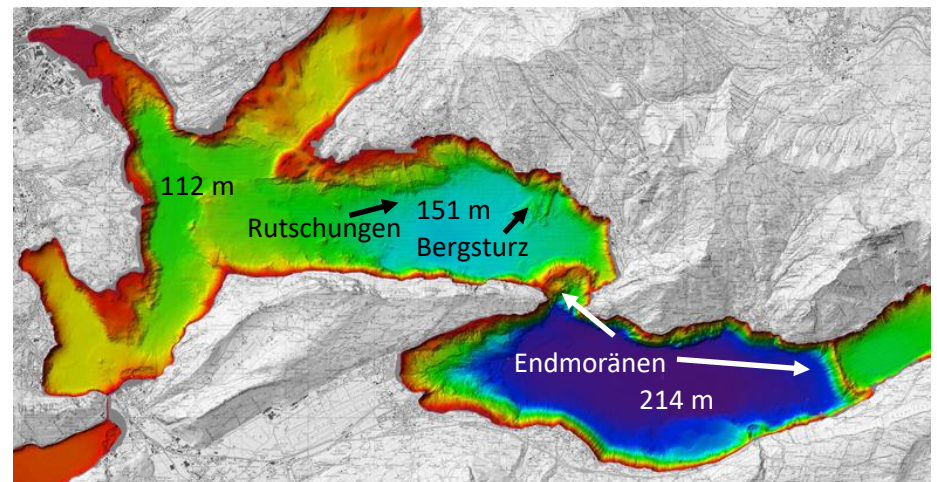 112 m
Rutschungen
151 m
Bergsturz
Endmoränen
214 m